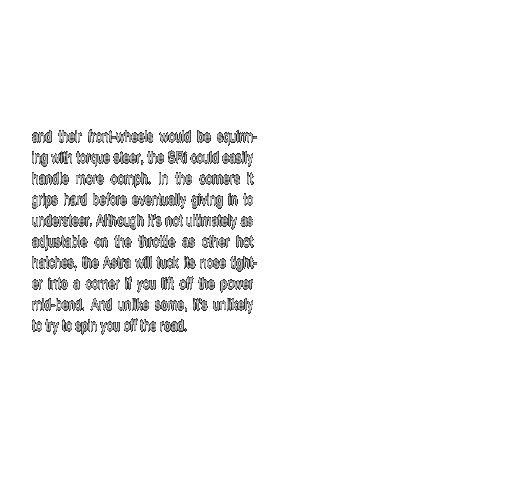 and their front-wheels would be squirm-
ing with torque steer, the SRi could easily
handle more oomph. In the corners it
grips hard before eventually giving in to
understeer. Although it's not ultimately as
adjustable on the throttle as other hot
hatches, the Astra will tuck its nose tight-
er into a corner if you lift off the power
mid-bend. And unlike some, it's unlikely
to try to spin you off the road.